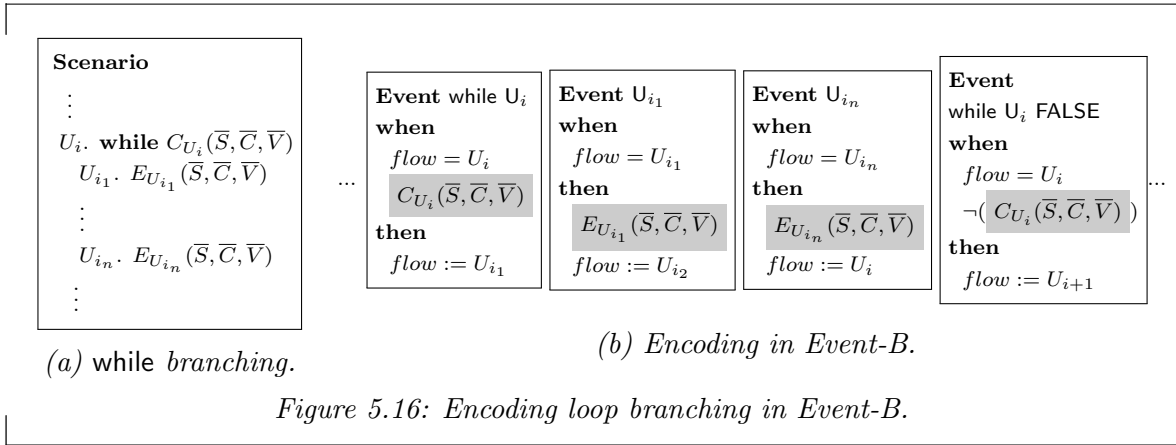 Scenario
⋮
U_i. while C_{U_i}(S̅, C̅, V̅)
U_{i_1}. E_{U_{i_1}}(S̅, C̅, V̅)
⋮
U_{i_n}. E_{U_{i_n}}(S̅, C̅, V̅)
⋮
(a) while branching.
...
Event while U_i
when
flow = U_i
C_{U_i}(S̅, C̅, V̅)
then
flow := U_{i_1}
Event U_{i_1}
when
flow = U_{i_1}
then
E_{U_{i_1}}(S̅, C̅, V̅)
flow := U_{i_2}
Event U_{i_n}
when
flow = U_{i_n}
then
E_{U_{i_n}}(S̅, C̅, V̅)
flow := U_i
Event
while U_i FALSE
when
flow = U_i
¬( C_{U_i}(S̅, C̅, V̅) )
then
flow := U_{i+1}
...
(b) Encoding in Event-B.
Figure 5.16: Encoding loop branching in Event-B.